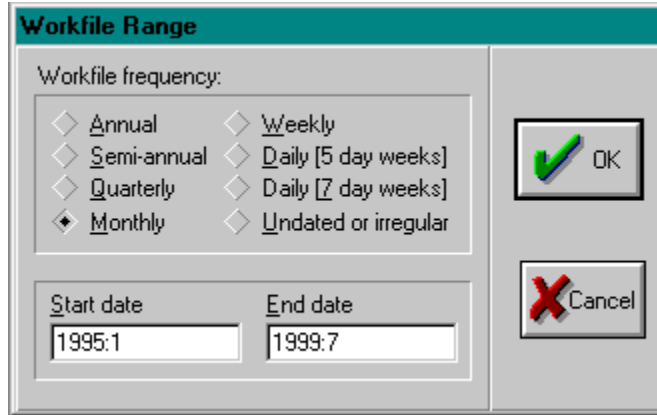 Workfile Range
Workfile frequency:
Annual
Semi-annual
Quarterly
Monthly
Weekly
Daily [5 day weeks]
Daily [7 day weeks]
Undated or irregular
Start date
1995:1
End date
1999:7
OK
Cancel